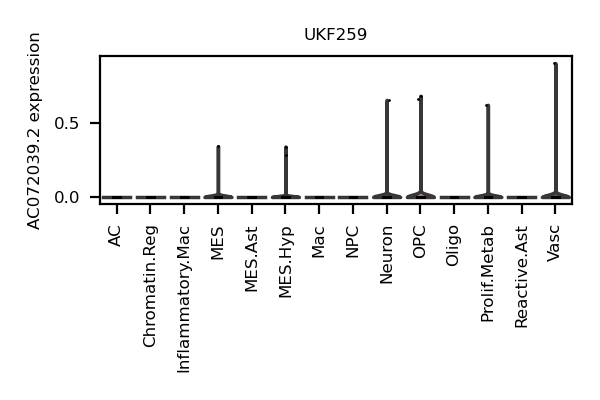 UKF259
AC072039.2 expression
0.5
0.0
AC
Chromatin.Reg
Inflammatory.Mac
MES
MES.Ast
MES.Hyp
Mac
NPC
Neuron
OPC
Oligo
Prolif.Metab
Reactive.Ast
Vasc